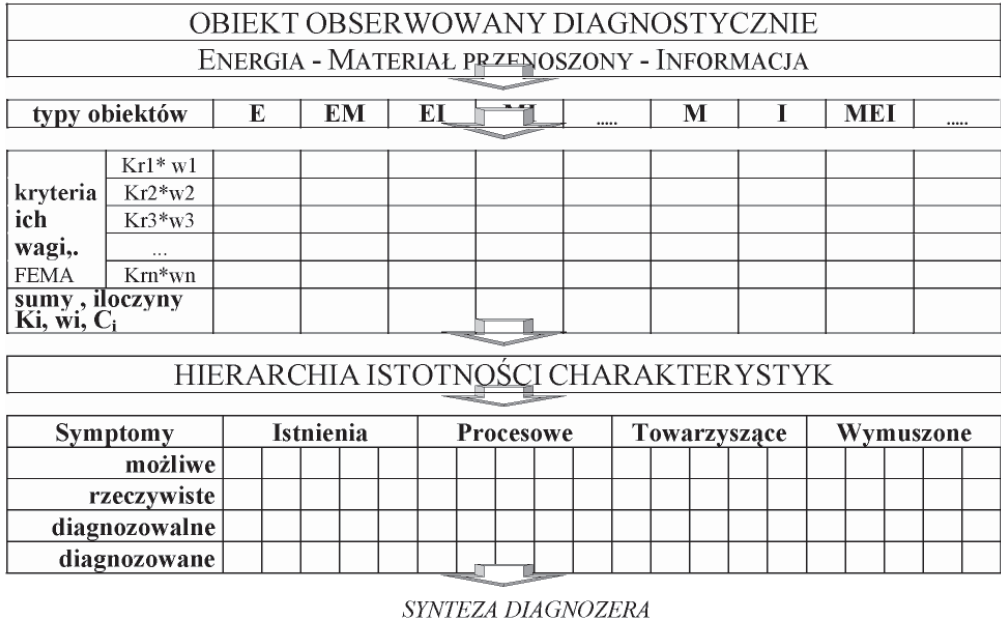 OBIEKT OBSERWOWANY DIAGNOSTYCZNIE
ENERGIA - MATERIAŁ PRZENOSZONY - INFORMACJA
typy obiektów E EM EI MI ..... M I MEI .....
Kr1* w1
kryteria Kr2*w2
ich Kr3*w3
wagi,. ...
FEMA Krn*wn
sumy , iloczyny
Ki, wi, Ci
HIERARCHIA ISTOTNOŚCI CHARAKTERYSTYK
Symptomy Istnienia Procesowe Towarzyszące Wymuszone
możliwe
rzeczywiste
diagnozowalne
diagnozowane
SYNTEZA DIAGNOZERA